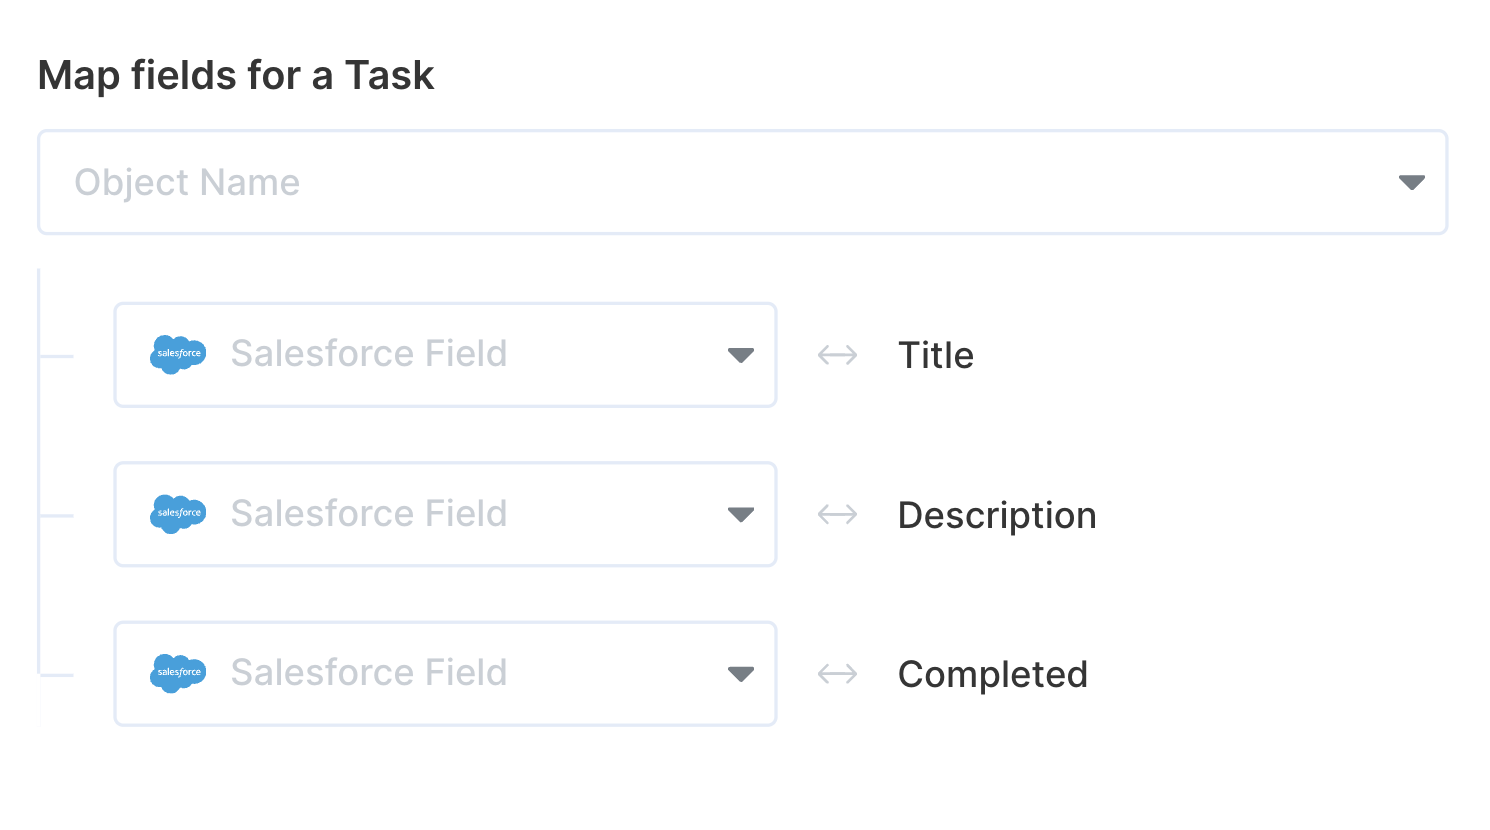 Map fields for a Task
Object Name
salesforce Salesforce Field Title
salesforce Salesforce Field Description
salesforce Salesforce Field Completed